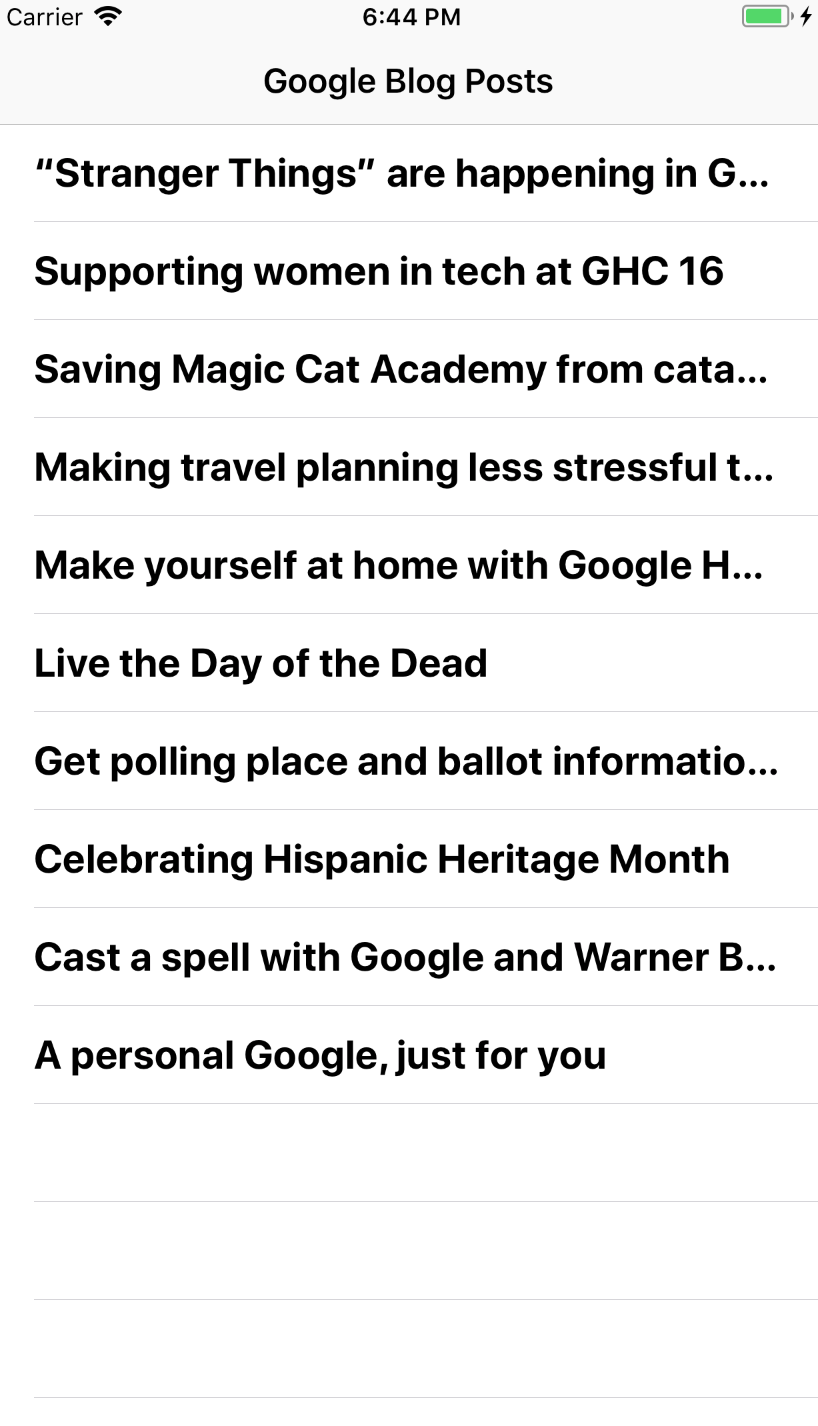 Carrier 6:44 PM
Google Blog Posts
“Stranger Things” are happening in G...
Supporting women in tech at GHC 16
Saving Magic Cat Academy from cata...
Making travel planning less stressful t...
Make yourself at home with Google H...
Live the Day of the Dead
Get polling place and ballot informatio...
Celebrating Hispanic Heritage Month
Cast a spell with Google and Warner B...
A personal Google, just for you